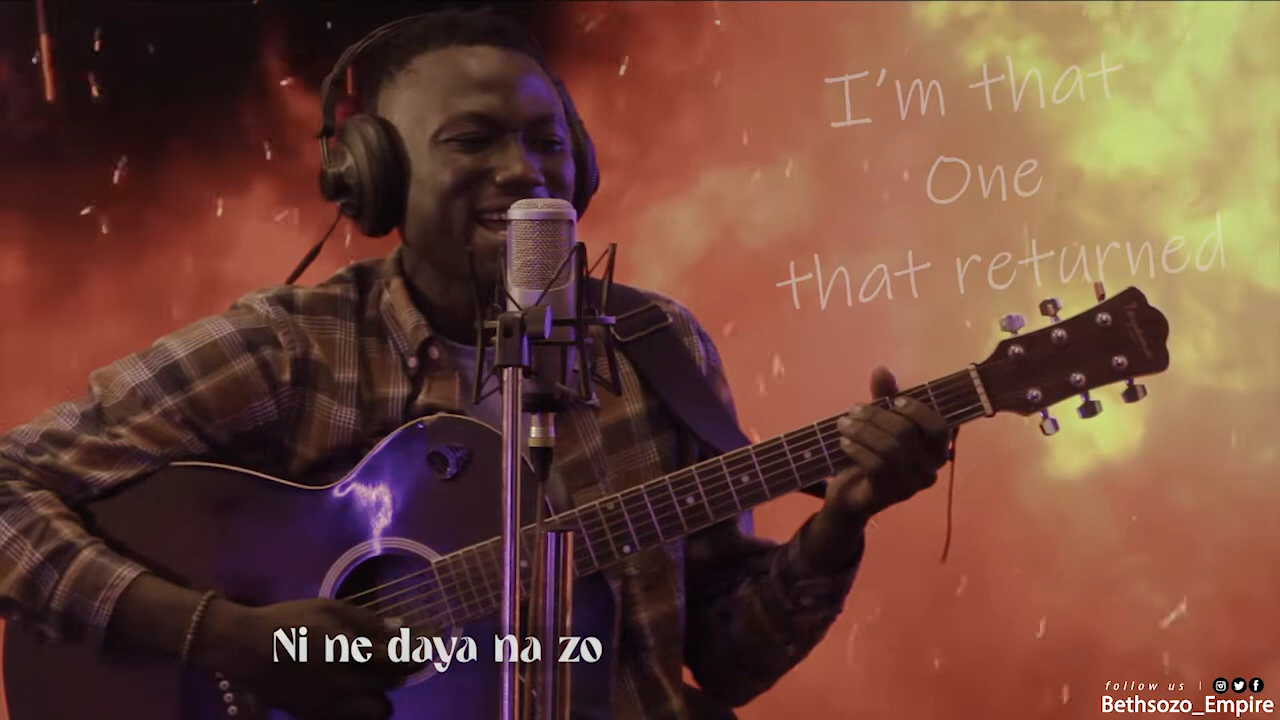 I'm that
One
that returned
Ni ne daya na zo
follow us |
Bethsozo_Empire